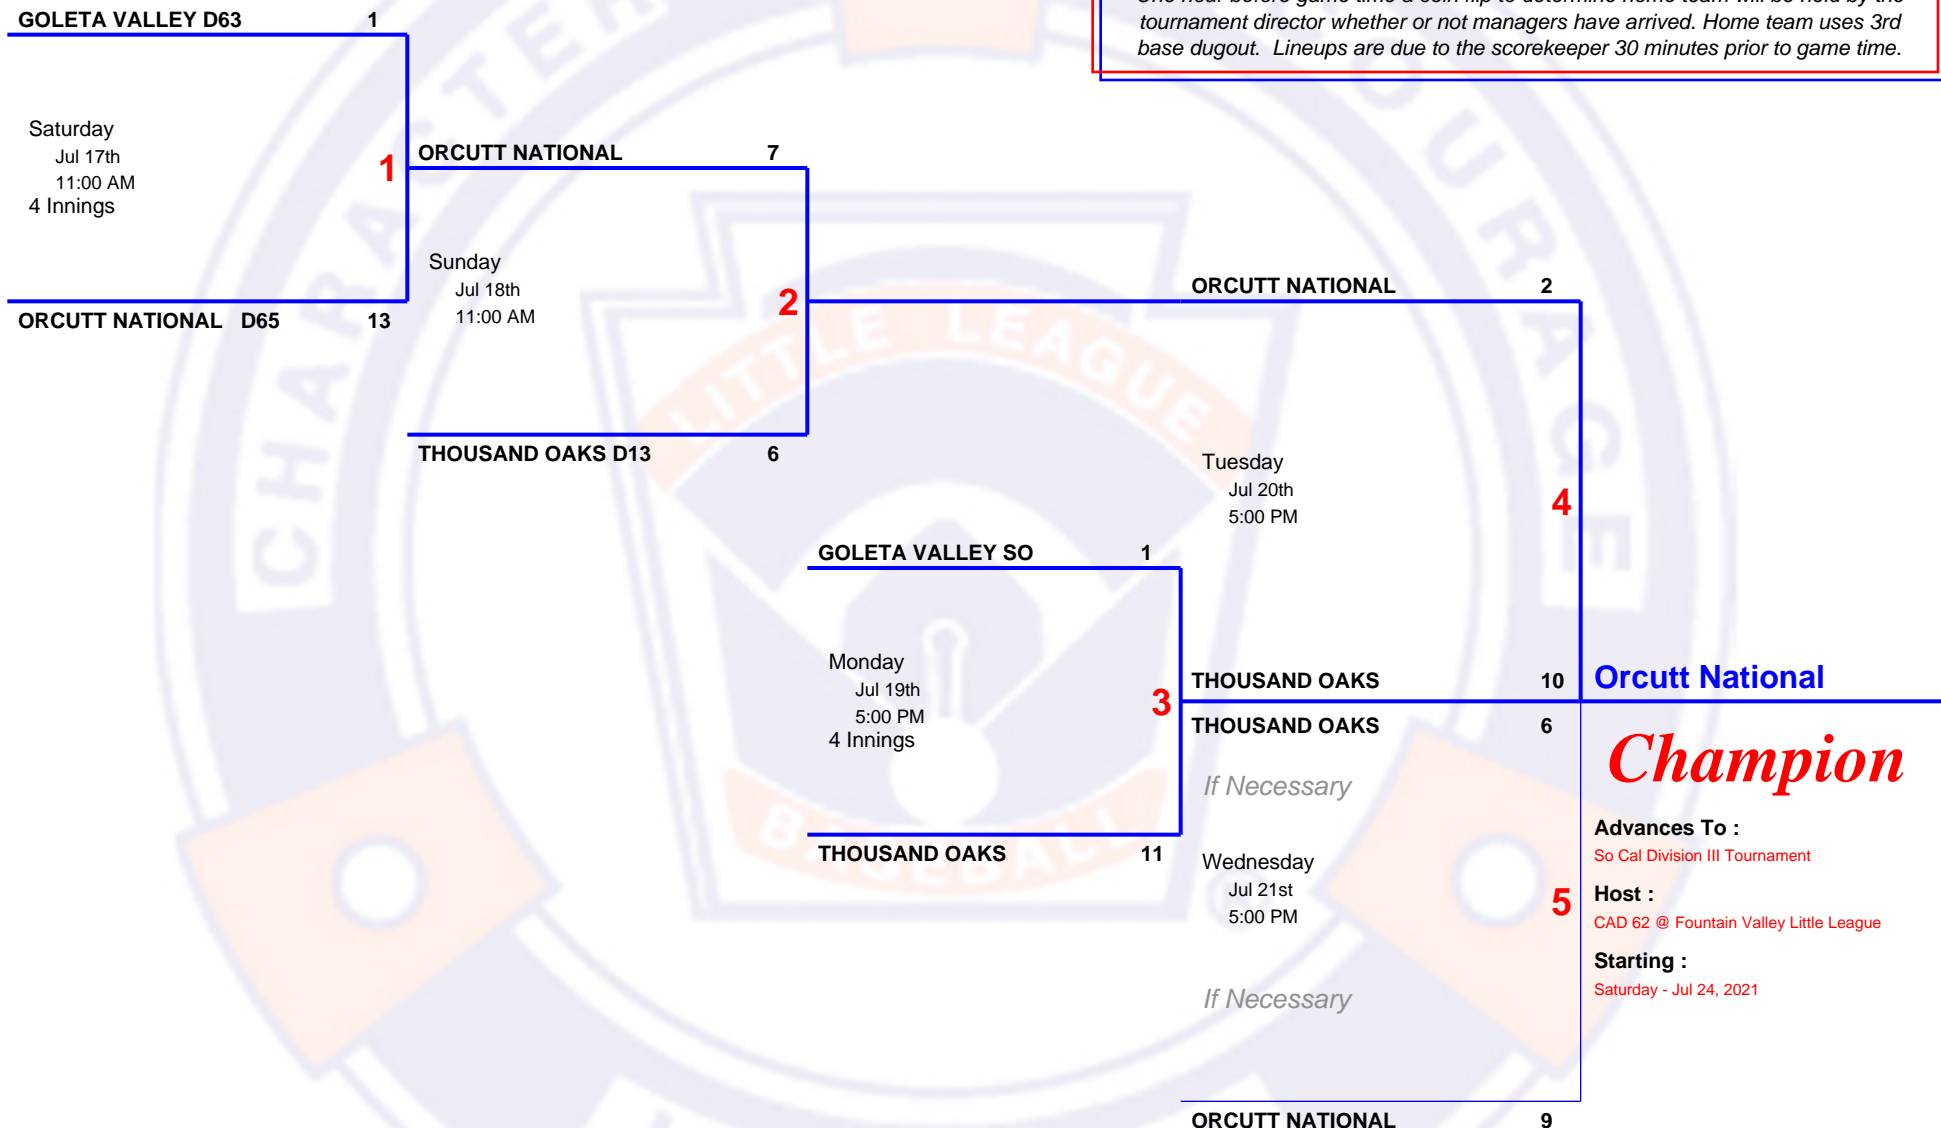 One hour before game time a coin flip to determine home team will be held by the
tournament director whether or not managers have arrived. Home team uses 3rd
base dugout. Lineups are due to the scorekeeper 30 minutes prior to game time.
GOLETA VALLEY D63 1
Saturday
Jul 17th
11:00 AM
4 Innings
1
ORCUTT NATIONAL D65 13
ORCUTT NATIONAL 7
Sunday
Jul 18th
11:00 AM
2
THOUSAND OAKS D13 6
GOLETA VALLEY SO 1
Monday
Jul 19th
5:00 PM
4 Innings
3
THOUSAND OAKS 11
ORCUTT NATIONAL 2
Tuesday
Jul 20th
5:00 PM
4
THOUSAND OAKS 10
THOUSAND OAKS 6
If Necessary
Wednesday
Jul 21st
5:00 PM
5
If Necessary
ORCUTT NATIONAL 9
Orcutt National
Champion
Advances To :
So Cal Division III Tournament
Host :
CAD 62 @ Fountain Valley Little League
Starting :
Saturday - Jul 24, 2021
CHARACTER
COURAGE
LITTLE LEAGUE
BASEBALL
®